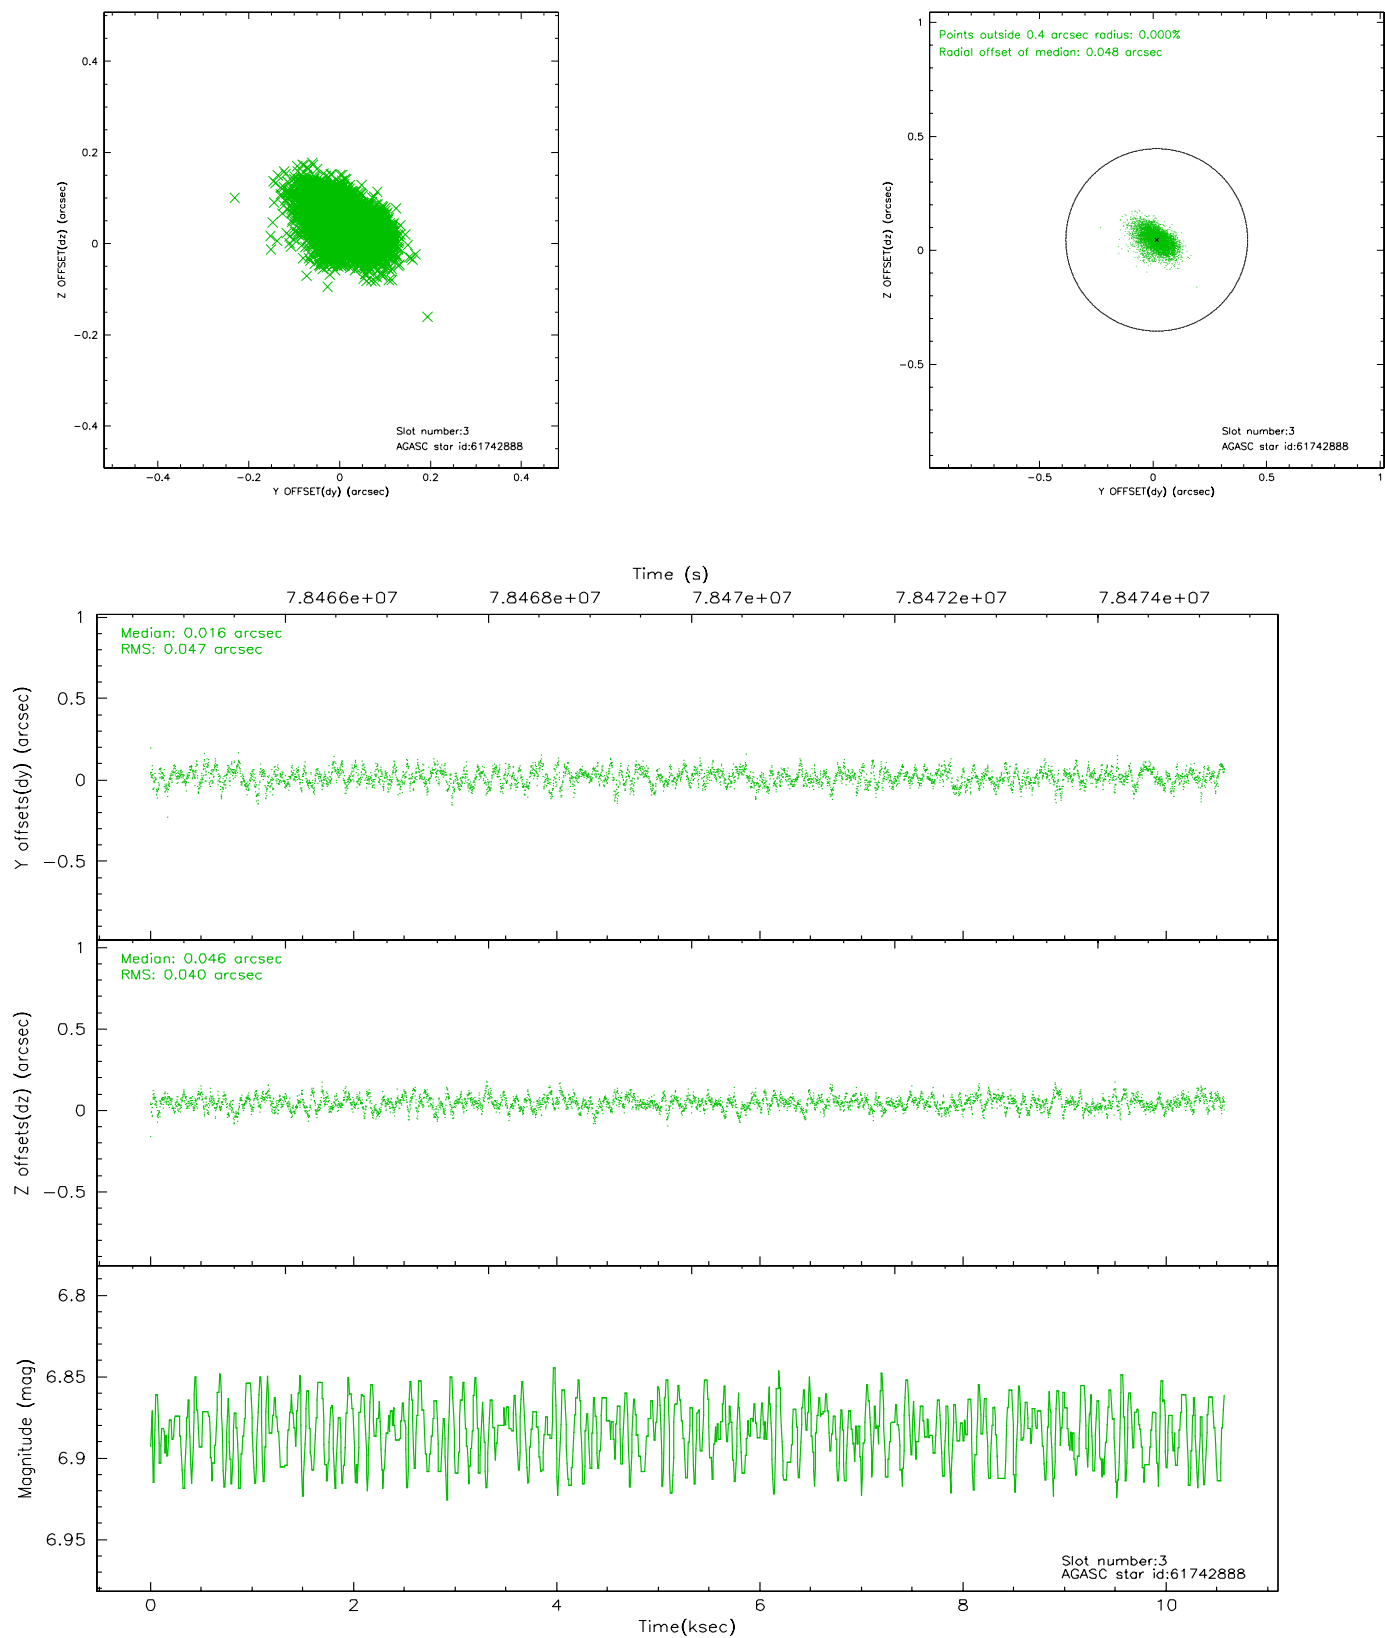 0.4
0.2
0
−0.2
−0.4
Z OFFSET(dz) (arcsec)
Slot number:3
AGASC star id:61742888
−0.4 −0.2 0 0.2 0.4
Y OFFSET(dy) (arcsec)
Points outside 0.4 arcsec radius: 0.000%
Radial offset of median: 0.048 arcsec
1
0.5
0
−0.5
Z OFFSET(dz) (arcsec)
Slot number:3
AGASC star id:61742888
−0.5 0 0.5 1
Y OFFSET(dy) (arcsec)
Time (s)
7.8466e+07 7.8468e+07 7.847e+07 7.8472e+07 7.8474e+07
Median: 0.016 arcsec
RMS: 0.047 arcsec
1
0.5
0
−0.5
Y offsets(dy) (arcsec)
Median: 0.046 arcsec
RMS: 0.040 arcsec
1
0.5
0
−0.5
Z offsets(dz) (arcsec)
6.8
6.85
6.9
6.95
Magnitude (mag)
Slot number:3
AGASC star id:61742888
0 2 4 6 8 10
Time(ksec)